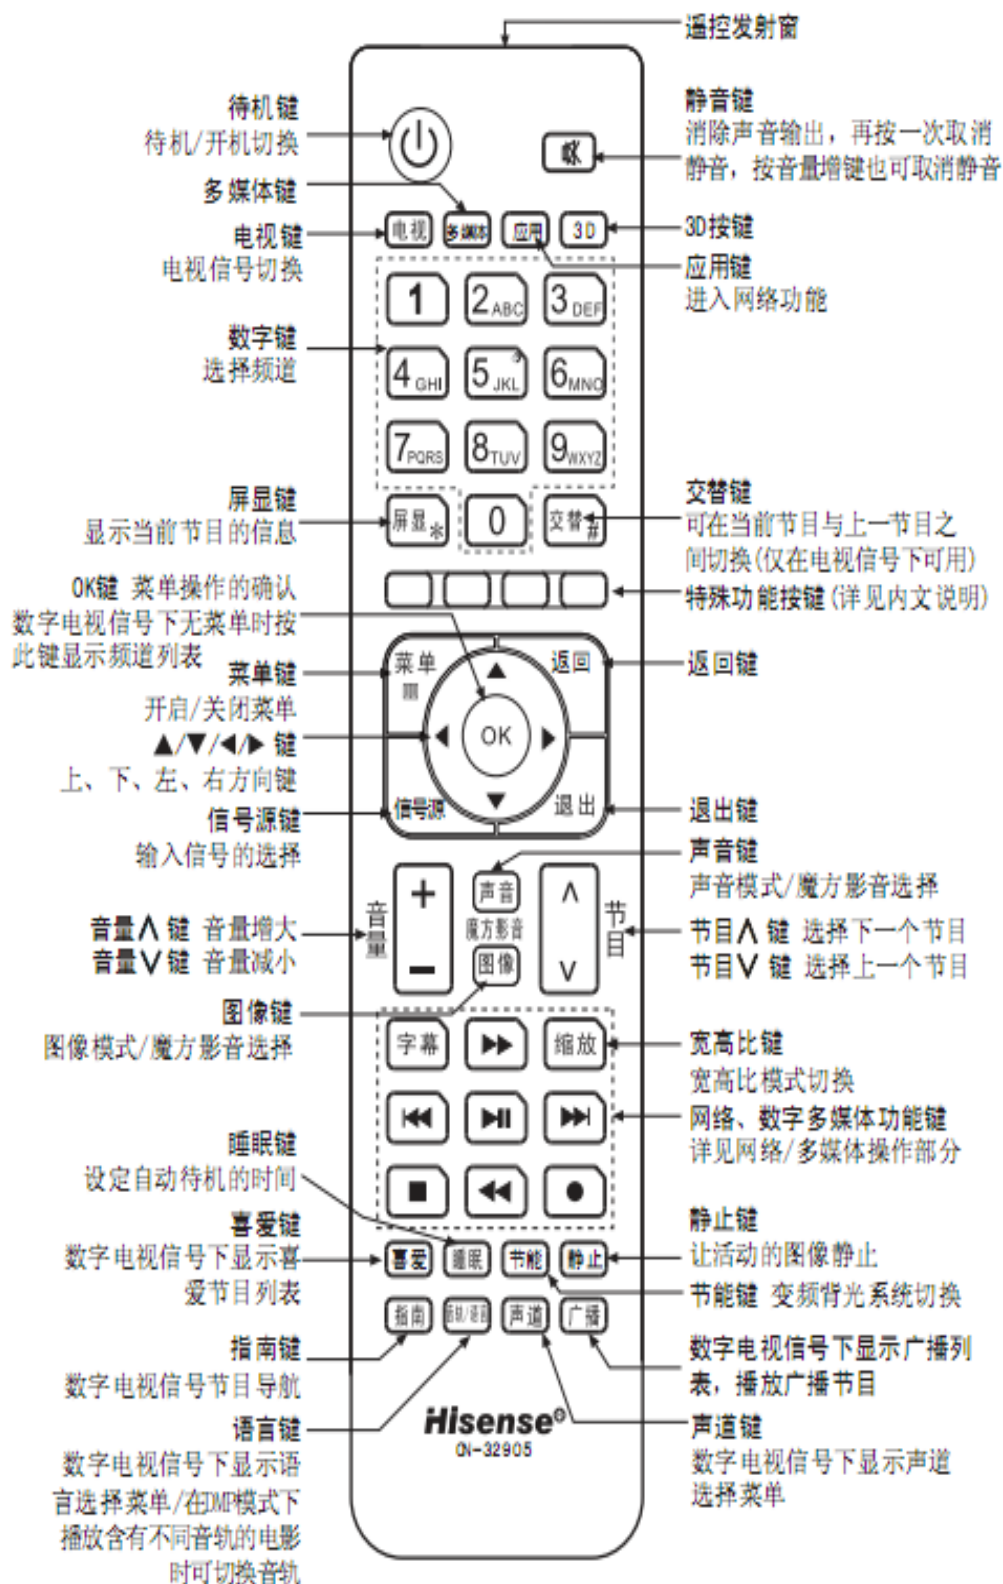 遥控发射窗
待机键
待机/开机切换
静音键
消除声音输出，再按一次取消
静音，按音量增键也可取消静音
多媒体键
电视键
电视信号切换
电视
多媒体
应用
3D
3D按键
应用键
进入网络功能
1
2 ABC
3 DEF
数字键
选择频道
4 GHI
5 JKL
6 MNO
7 PQRS
8 TUV
9 WXYZ
屏显键
显示当前节目的信息
屏显 *
0
交替 #
交替键
可在当前节目与上一节目之
间切换(仅在电视信号下可用)
OK键 菜单操作的确认
数字电视信号下无菜单时按
此键显示频道列表
特殊功能按键(详见内文说明)
菜单键
开启/关闭菜单
菜单
返回
返回键
▲/▼/◀/▶ 键
上、下、左、右方向键
OK
信号源键
输入信号的选择
信号源
退出
退出键
声音键
声音模式/魔方影音选择
音量
+
−
声音
魔方影音
图像
∧
∨
节目
音量∧ 键 音量增大
音量∨ 键 音量减小
节目∧ 键 选择下一个节目
节目∨ 键 选择上一个节目
图像键
图像模式/魔方影音选择
字幕
缩放
宽高比键
宽高比模式切换
网络、数字多媒体功能键
详见网络/多媒体操作部分
睡眠键
设定自动待机的时间
喜爱键
数字电视信号下显示喜
爱节目列表
喜爱
睡眠
节能
静止
静止键
让活动的图像静止
节能键 变频背光系统切换
指南
音轨/语言
声道
广播
指南键
数字电视信号节目导航
数字电视信号下显示广播列
表，播放广播节目
语言键
数字电视信号下显示语
言选择菜单/在DMP模式下
播放含有不同音轨的电影
时可切换音轨
Hisense®
CN-32905
声道键
数字电视信号下显示声道
选择菜单